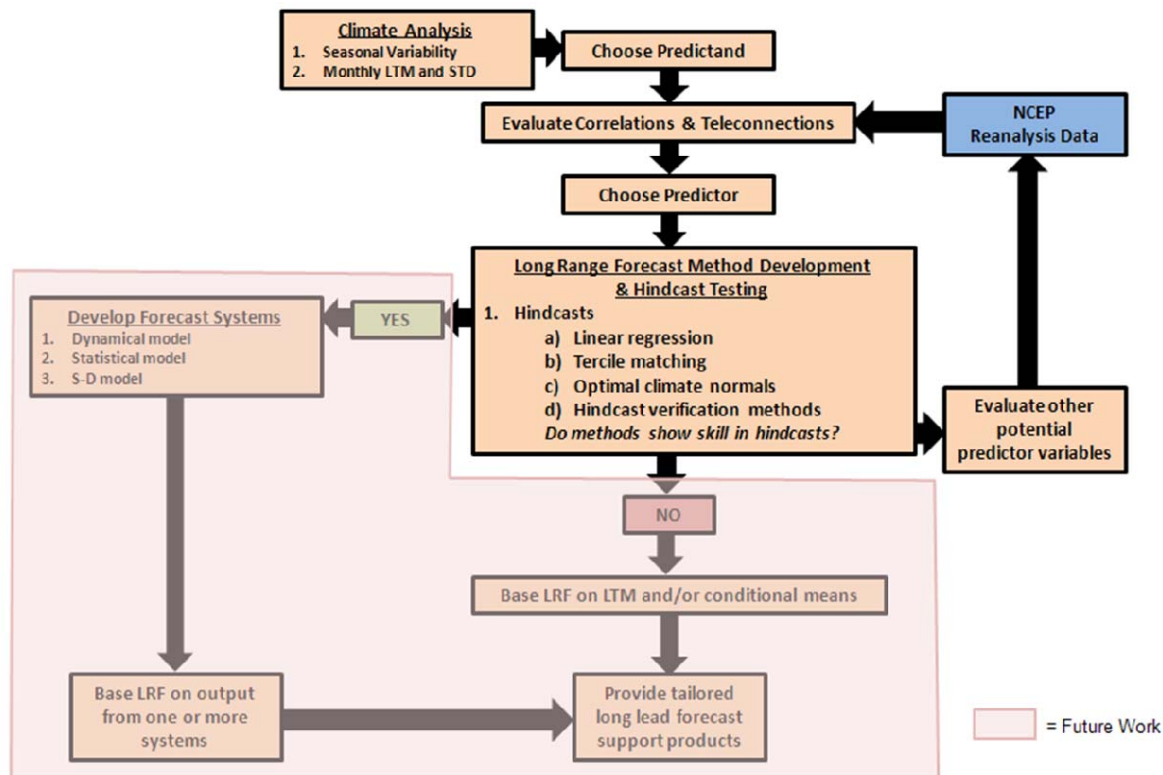 Climate Analysis
1. Seasonal Variability
2. Monthly LTM and STD
Choose Predictand
Evaluate Correlations & Teleconnections
NCEP
Reanalysis Data
Choose Predictor
Long Range Forecast Method Development
& Hindcast Testing
1. Hindcasts
a) Linear regression
b) Tercile matching
c) Optimal climate normals
d) Hindcast verification methods
Do methods show skill in hindcasts?
YES
Develop Forecast Systems
1. Dynamical model
2. Statistical model
3. S-D model
Evaluate other
potential
predictor variables
NO
Base LRF on LTM and/or conditional means
Base LRF on output
from one or more
systems
Provide tailored
long lead forecast
support products
= Future Work